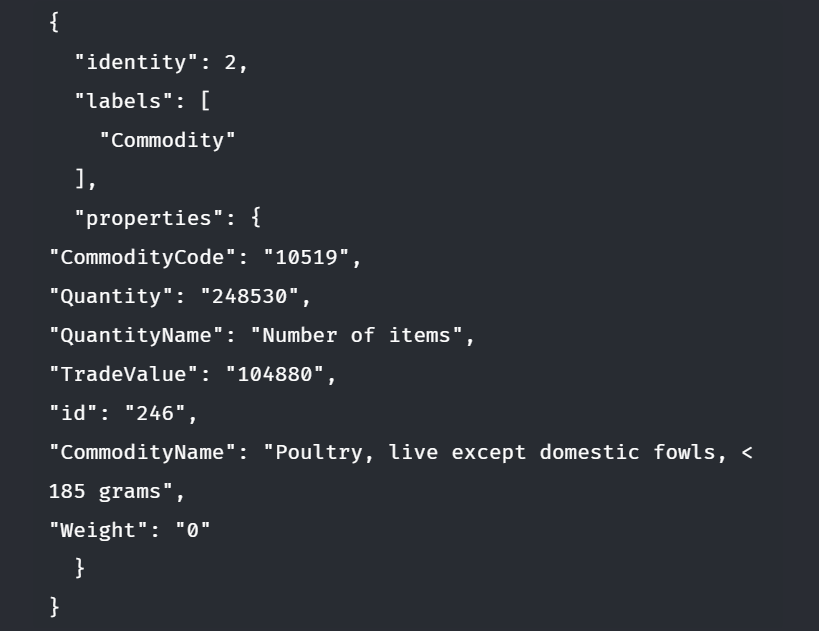 {
  "identity": 2,
  "labels": [
    "Commodity"
  ],
  "properties": {
"CommodityCode": "10519",
"Quantity": "248530",
"QuantityName": "Number of items",
"TradeValue": "104880",
"id": "246",
"CommodityName": "Poultry, live except domestic fowls, <
185 grams",
"Weight": "0"
  }
}